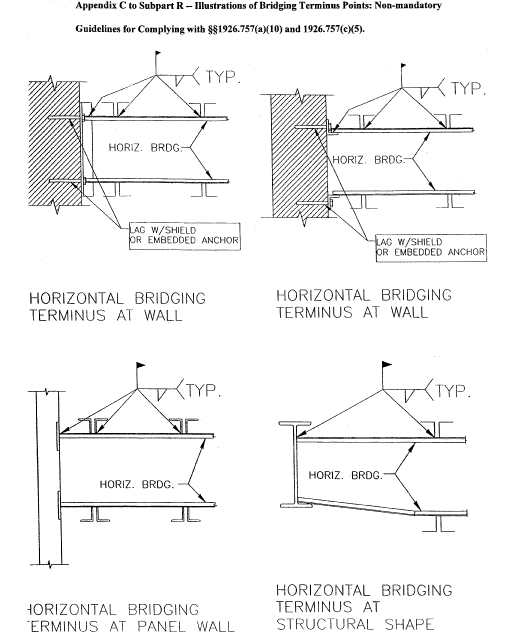 Appendix C to Subpart R -- Illustrations of Bridging Terminus Points: Non-mandatory
Guidelines for Complying with §§1926.757(a)(10) and 1926.757(c)(5).
TYP.
HORIZ. BRDG.
LAG W/SHIELD
OR EMBEDDED ANCHOR
HORIZONTAL BRIDGING
TERMINUS AT WALL
TYP.
HORIZ. BRDG.
LAG W/SHIELD
OR EMBEDDED ANCHOR
HORIZONTAL BRIDGING
TERMINUS AT WALL
TYP.
HORIZ. BRDG.
HORIZONTAL BRIDGING
TERMINUS AT PANEL WALL
TYP.
HORIZ. BRDG.
HORIZONTAL BRIDGING
TERMINUS AT
STRUCTURAL SHAPE